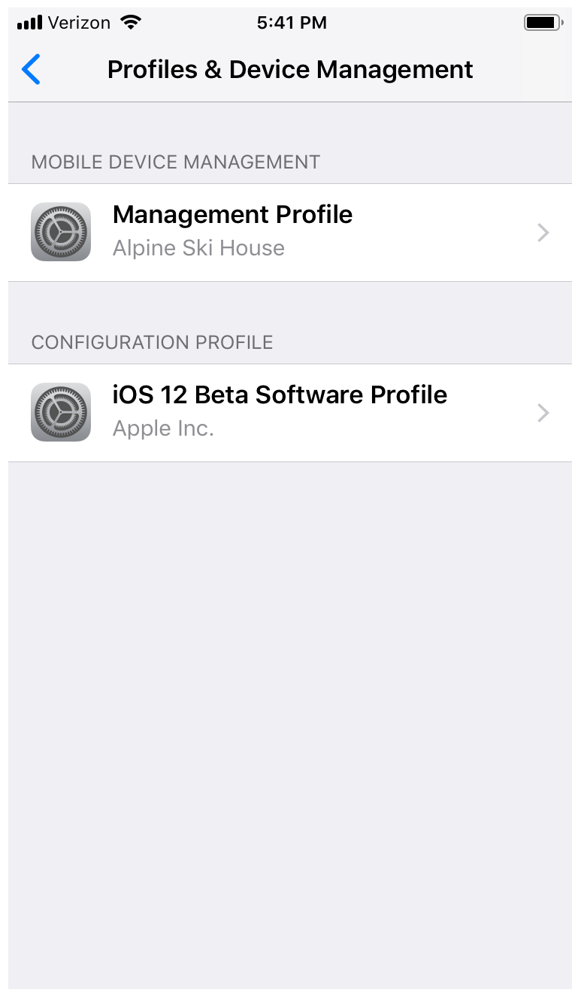 Verizon 5:41 PM
Profiles & Device Management
MOBILE DEVICE MANAGEMENT
Management Profile
Alpine Ski House
CONFIGURATION PROFILE
iOS 12 Beta Software Profile
Apple Inc.